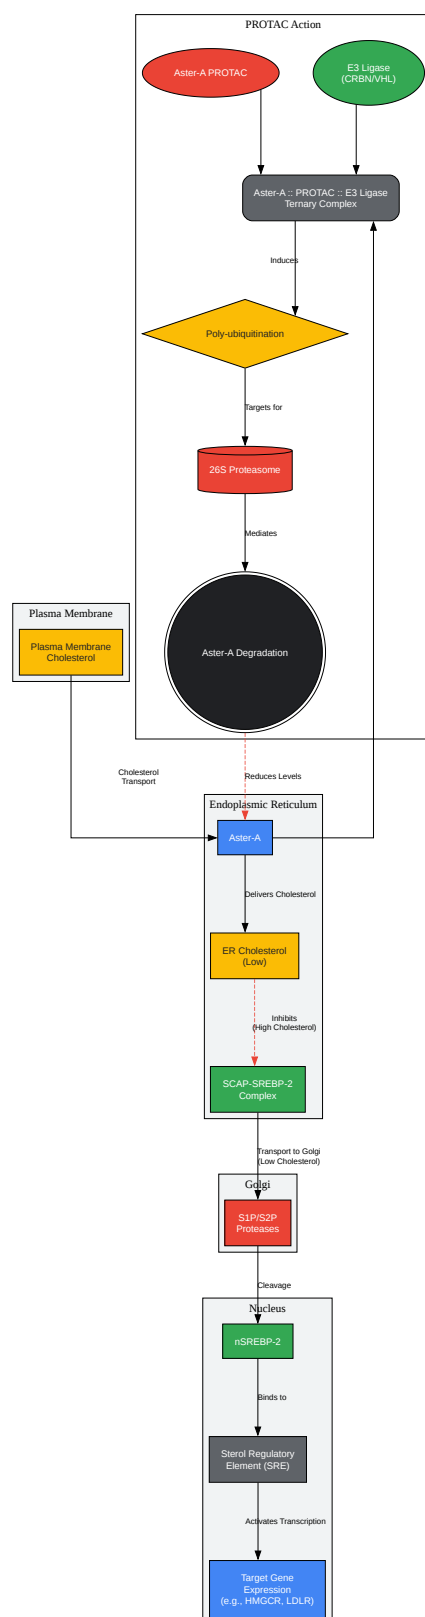 PROTAC Action
Aster-A PROTAC
E3 Ligase
(CRBN/VHL)
Aster-A :: PROTAC :: E3 Ligase
Ternary Complex
Induces
Poly-ubiquitination
Targets for
26S Proteasome
Mediates
Plasma Membrane
Plasma Membrane
Cholesterol
Aster-A Degradation
Cholesterol
Transport
Reduces Levels
Endoplasmic Reticulum
Aster-A
Delivers Cholesterol
ER Cholesterol
(Low)
Inhibits
(High Cholesterol)
SCAP-SREBP-2
Complex
Transport to Golgi
(Low Cholesterol)
Golgi
S1P/S2P
Proteases
Cleavage
Nucleus
nSREBP-2
Binds to
Sterol Regulatory
Element (SRE)
Activates Transcription
Target Gene
Expression
(e.g., HMGCR, LDLR)